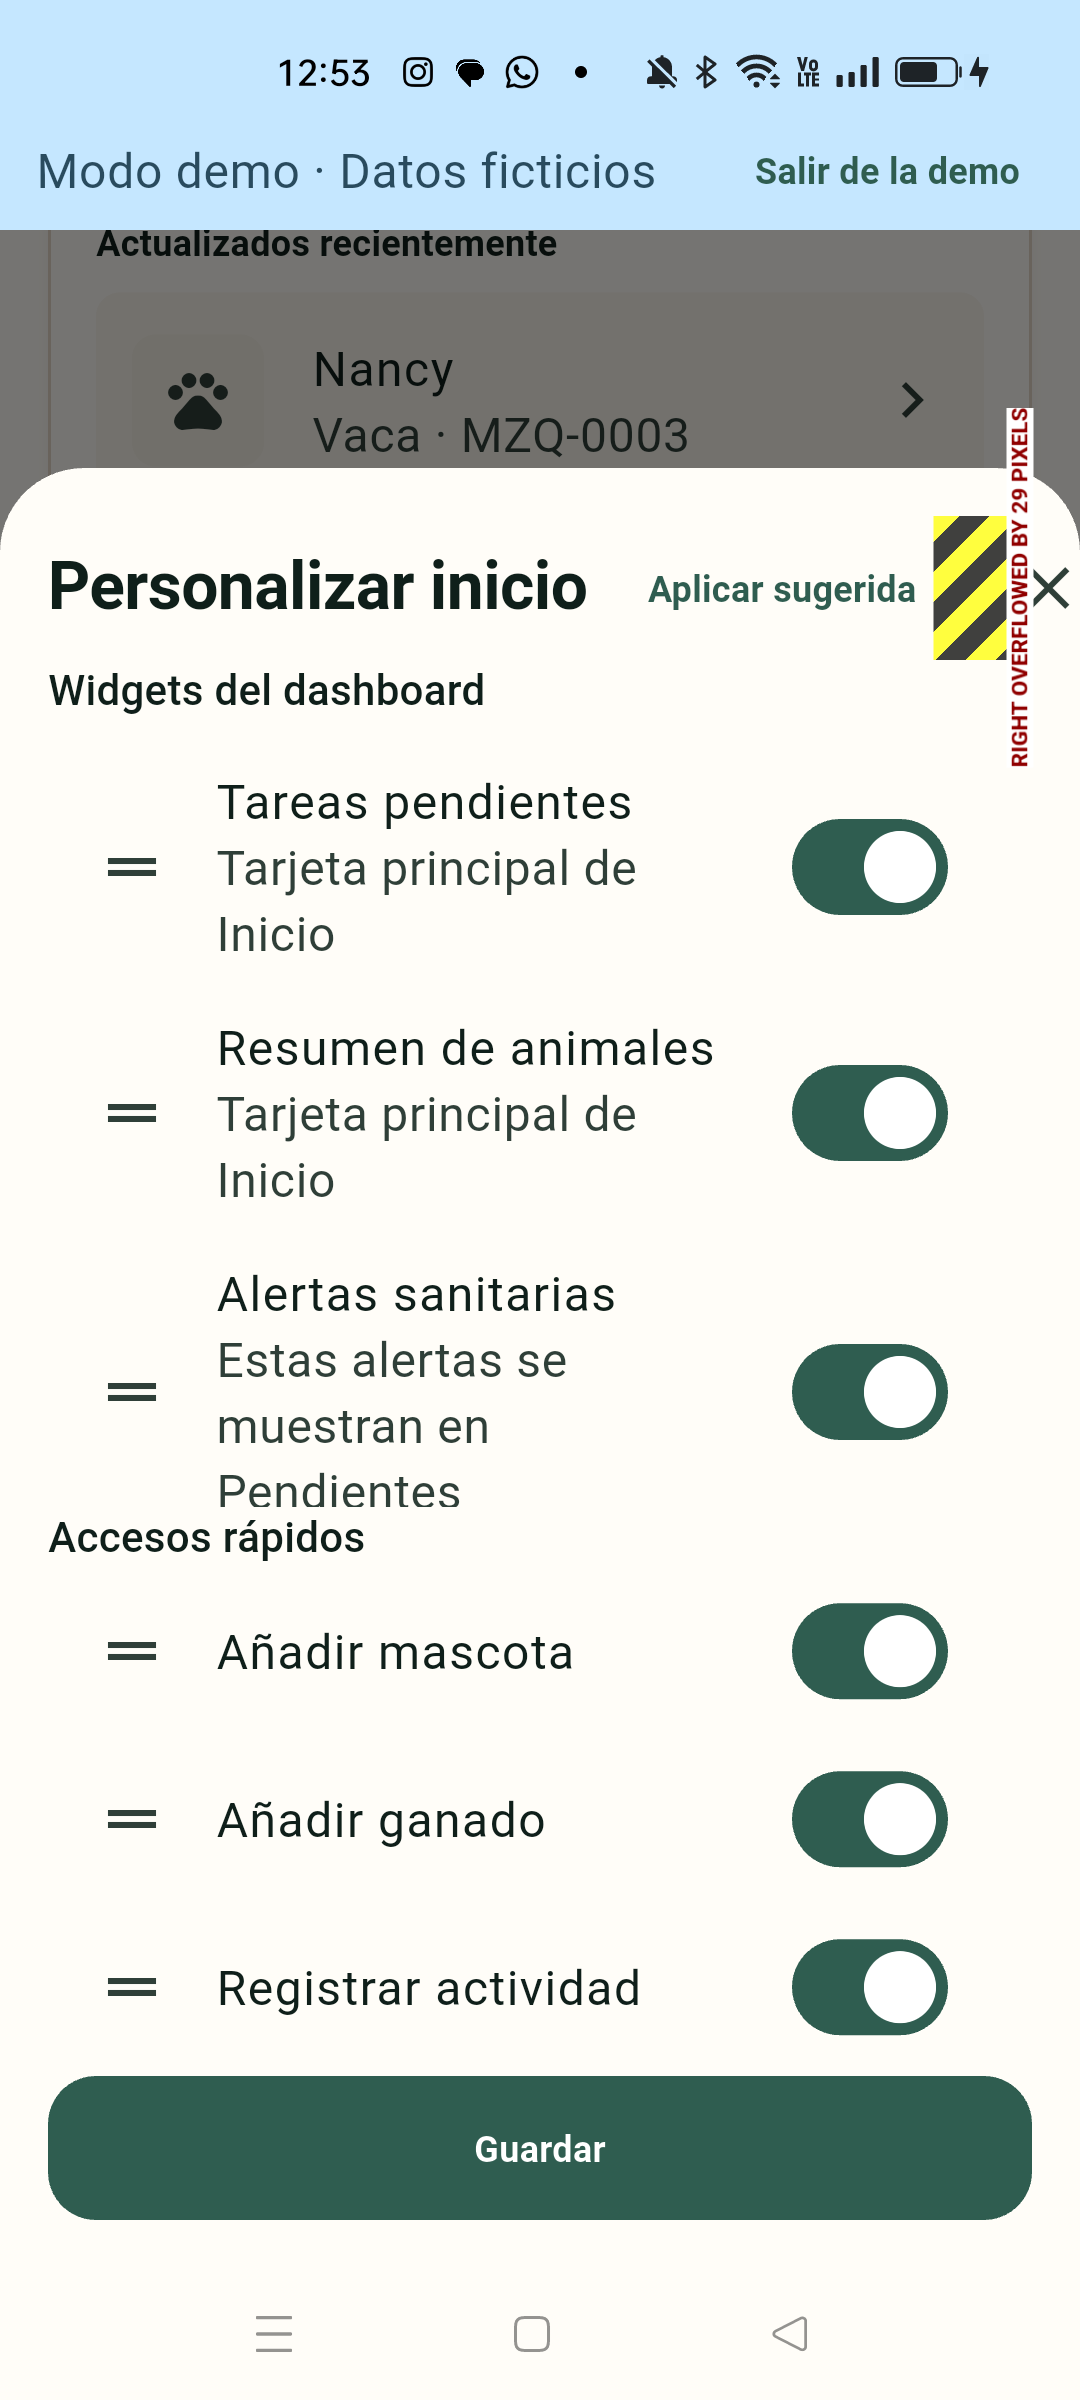 12:53
Vo
LTE
Modo demo · Datos ficticios
Salir de la demo
Actualizados recientemente
Nancy
Vaca · MZQ-0003
RIGHT OVERFLOWED BY 29 PIXELS
Personalizar inicio
Aplicar sugerida
Widgets del dashboard
Tareas pendientes
Tarjeta principal de
Inicio
Resumen de animales
Tarjeta principal de
Inicio
Alertas sanitarias
Estas alertas se
muestran en
Pendientes
Accesos rápidos
Añadir mascota
Añadir ganado
Registrar actividad
Guardar